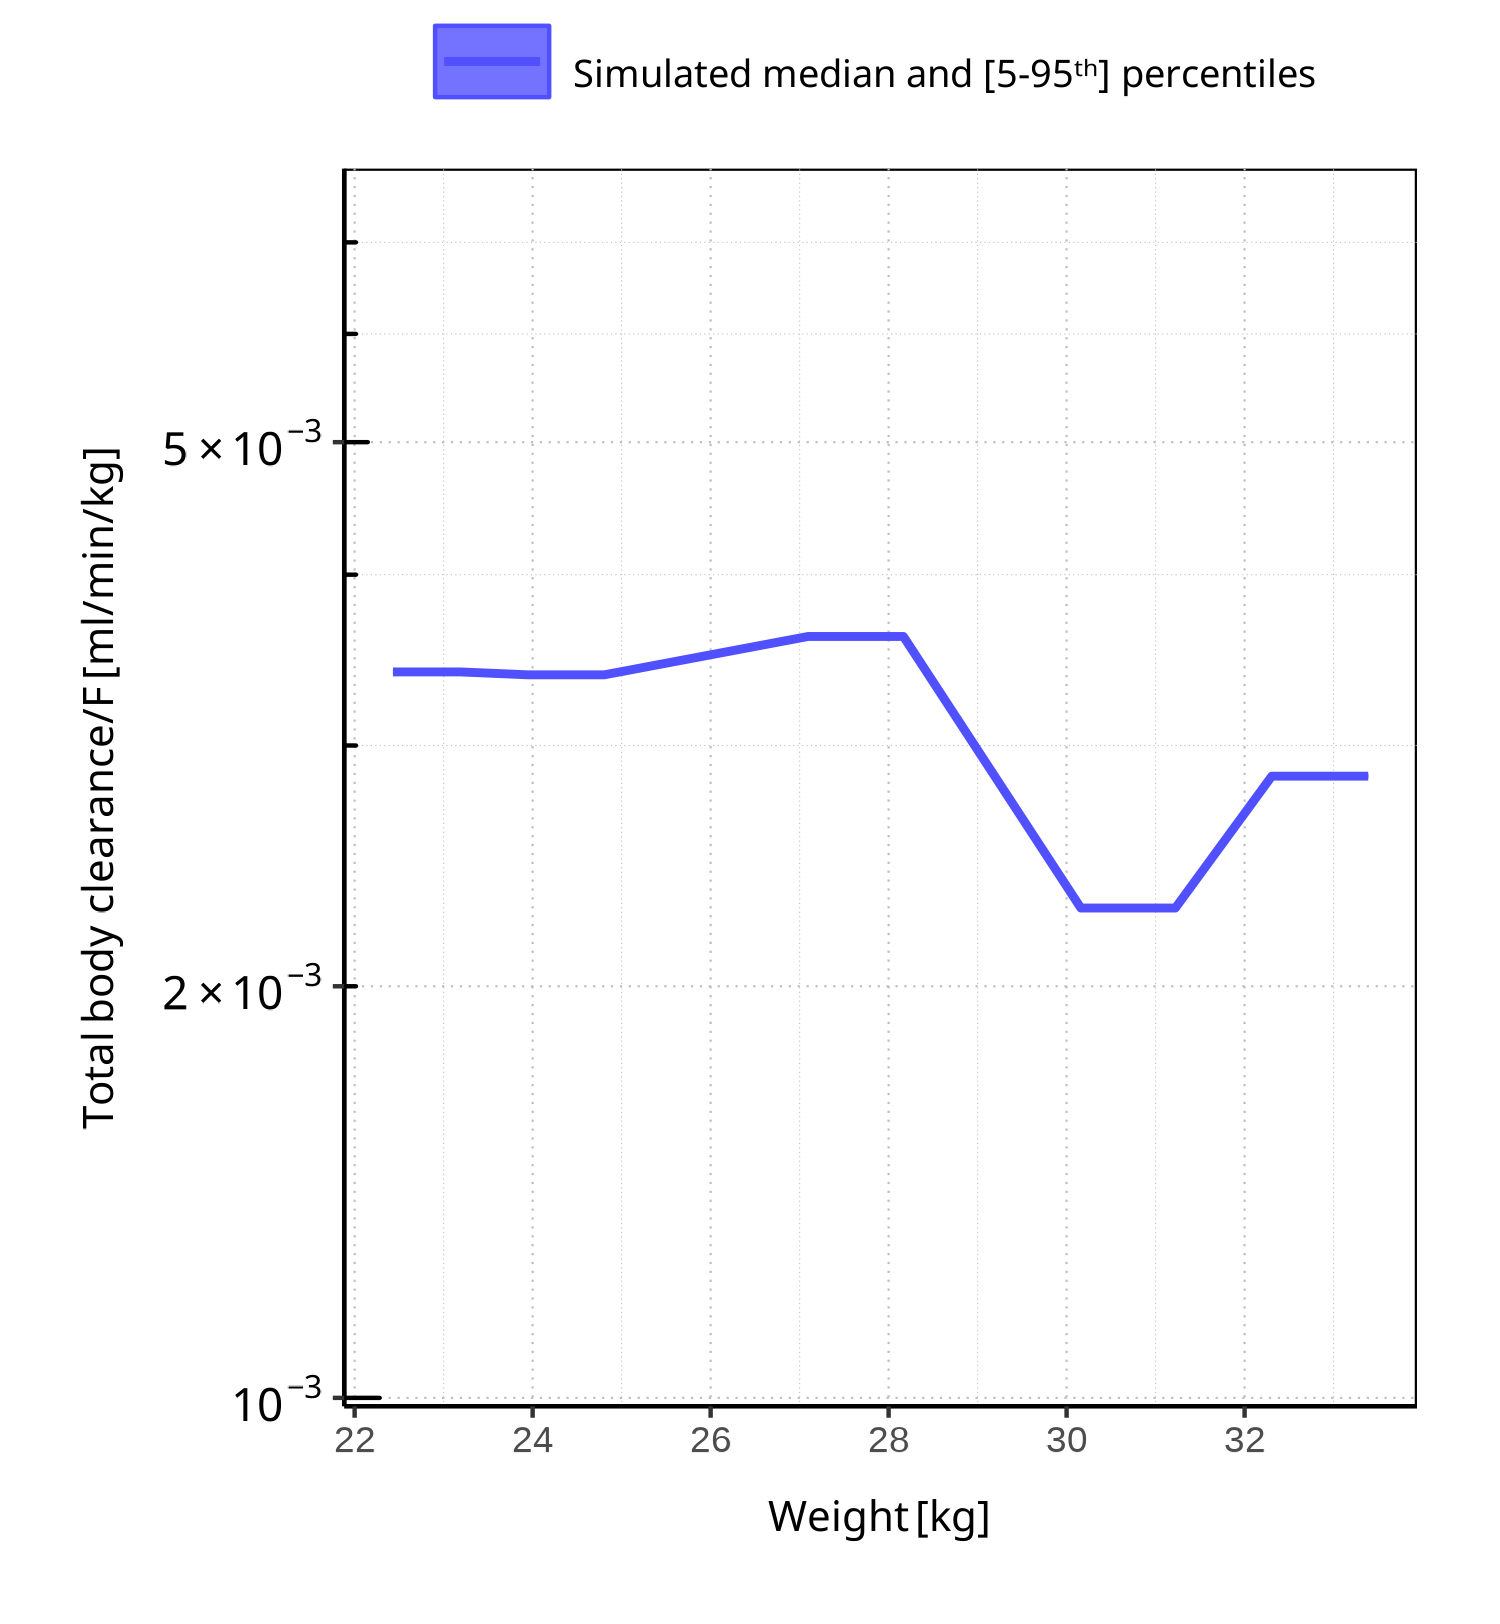 Simulated median and [5-95ᵗʰ] percentiles
Total body clearance/F [ml/min/kg]
5 × 10⁻³
2 × 10⁻³
10⁻³
22 24 26 28 30 32
Weight [kg]